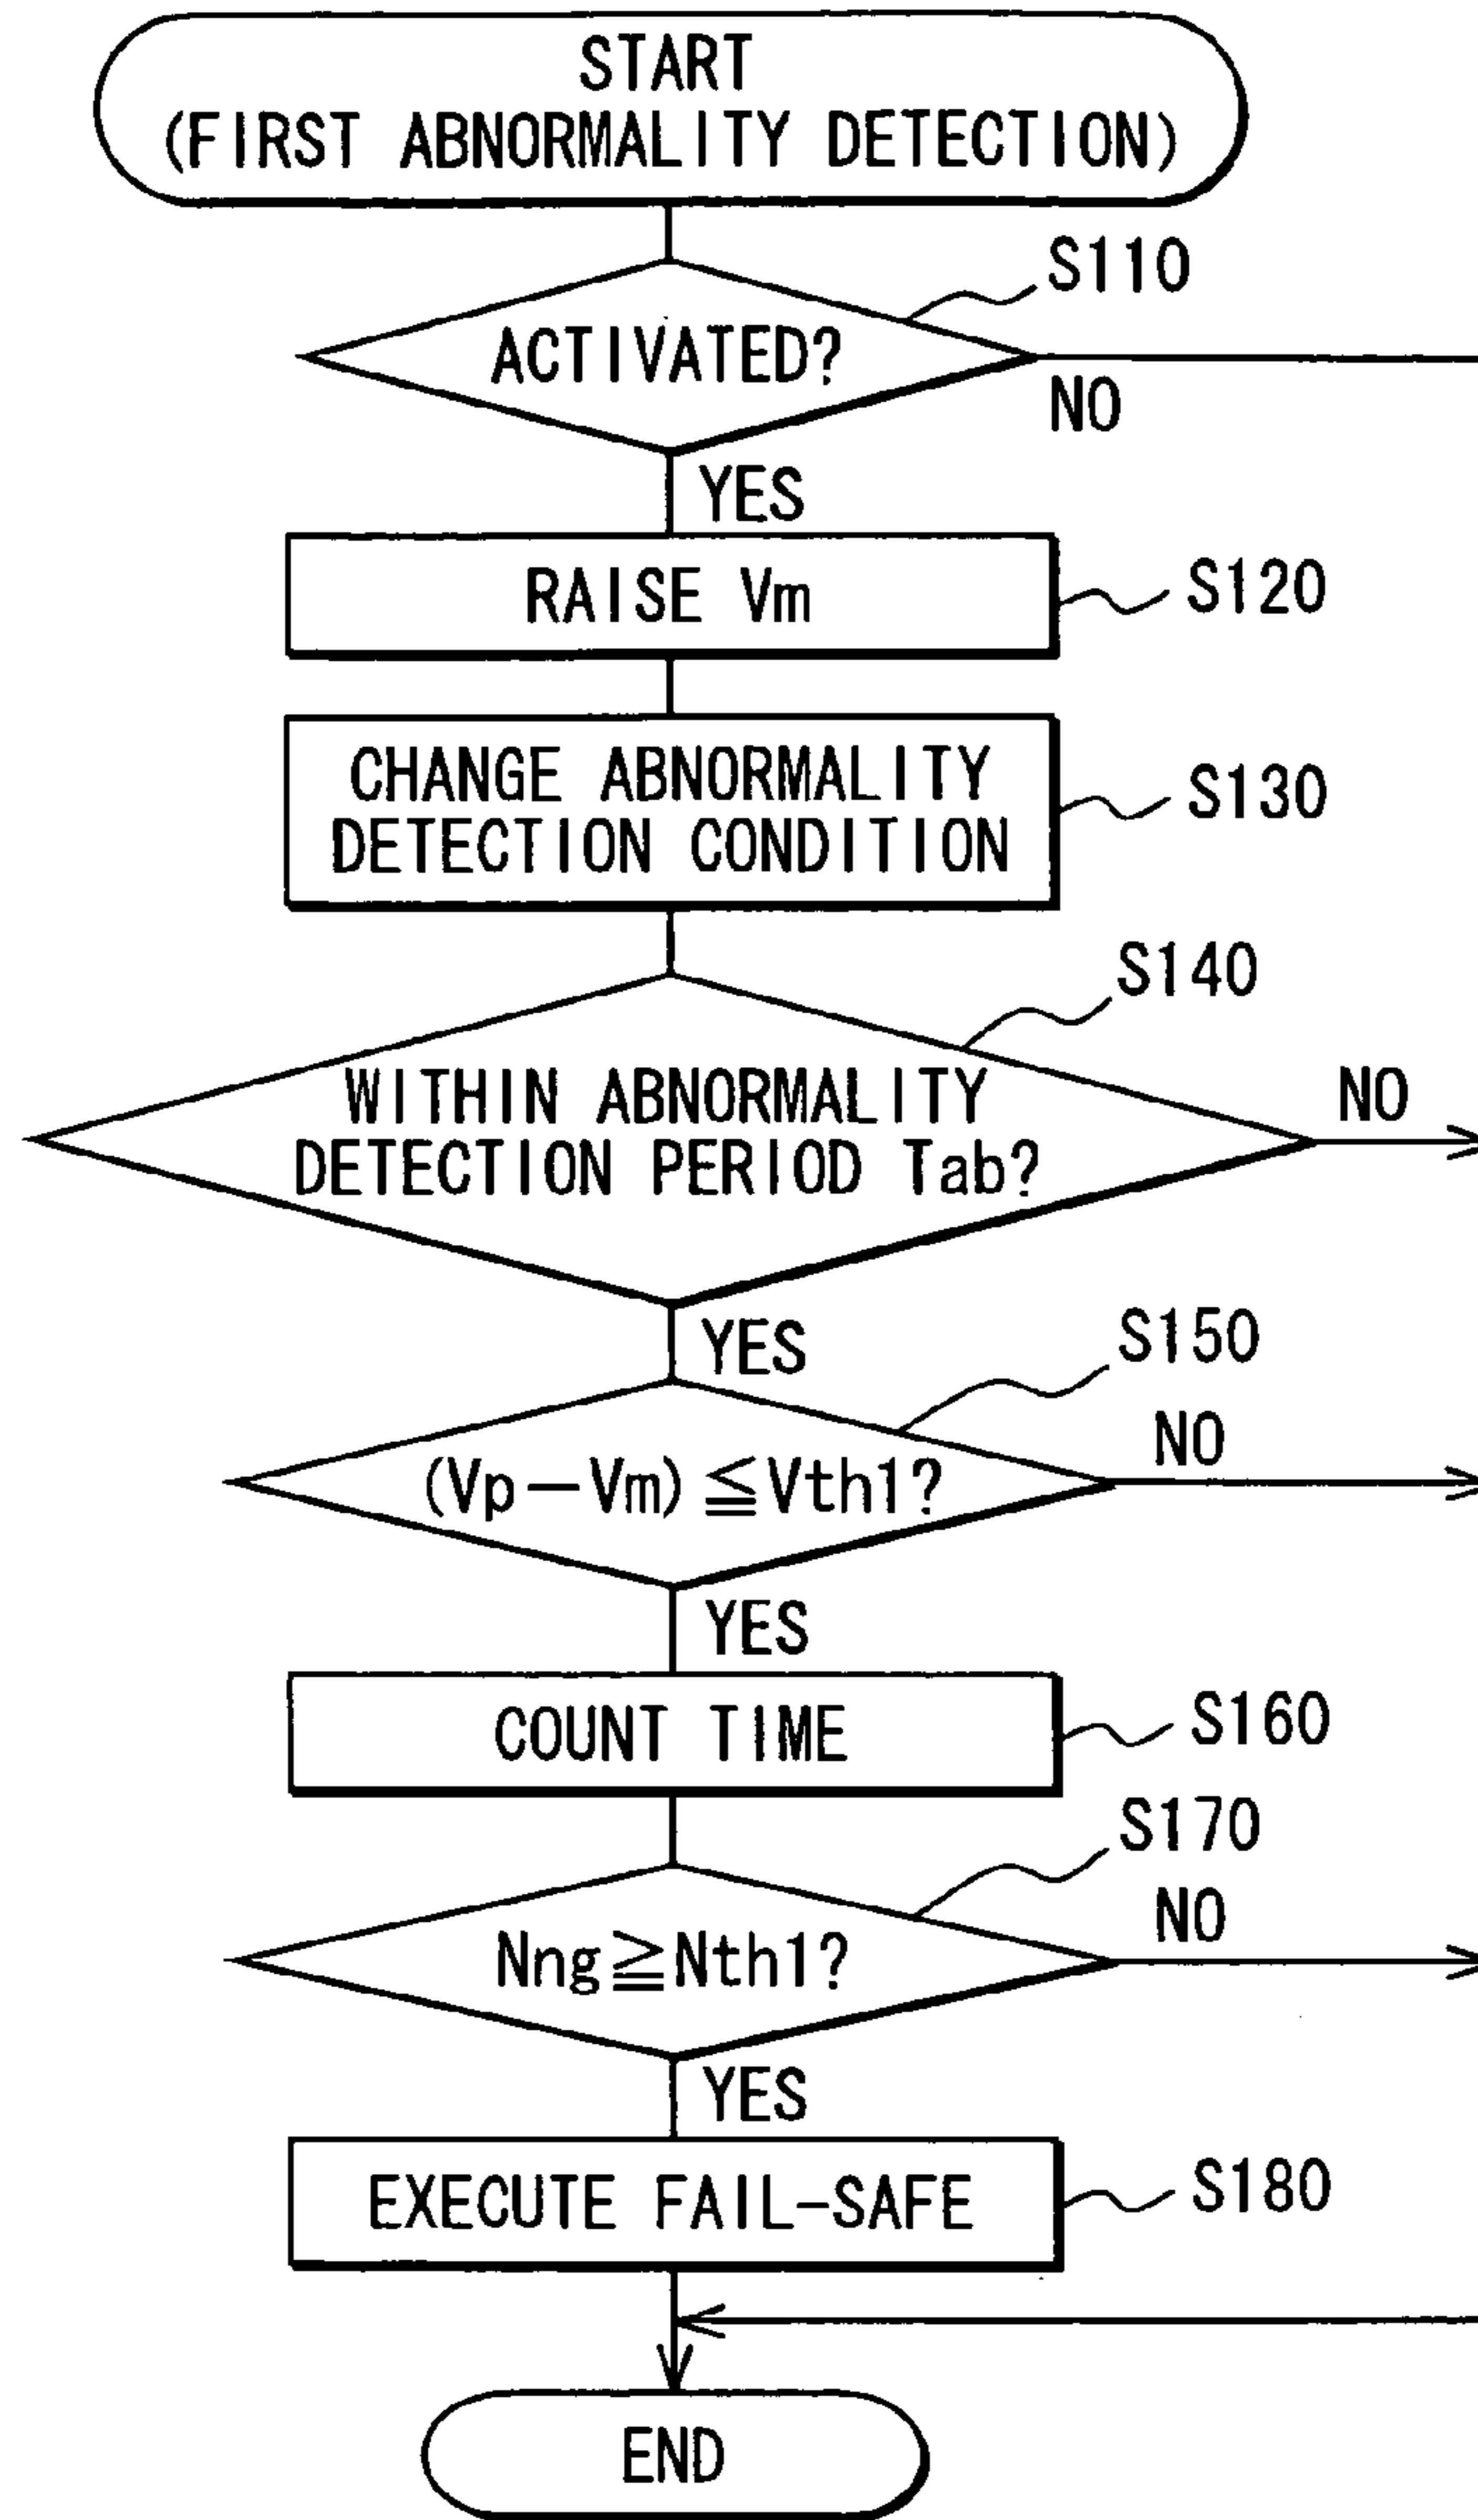 START
(FIRST ABNORMALITY DETECTION)
S110
ACTIVATED?
NO
YES
RAISE Vm
S120
CHANGE ABNORMALITY
DETECTION CONDITION
S130
S140
WITHIN ABNORMALITY
DETECTION PERIOD Tab?
NO
YES
S150
NO
(Vp－Vm)≦Vth1?
YES
COUNT TIME
S160
S170
NO
Nng≧Nth1?
YES
EXECUTE FAIL-SAFE
S180
END